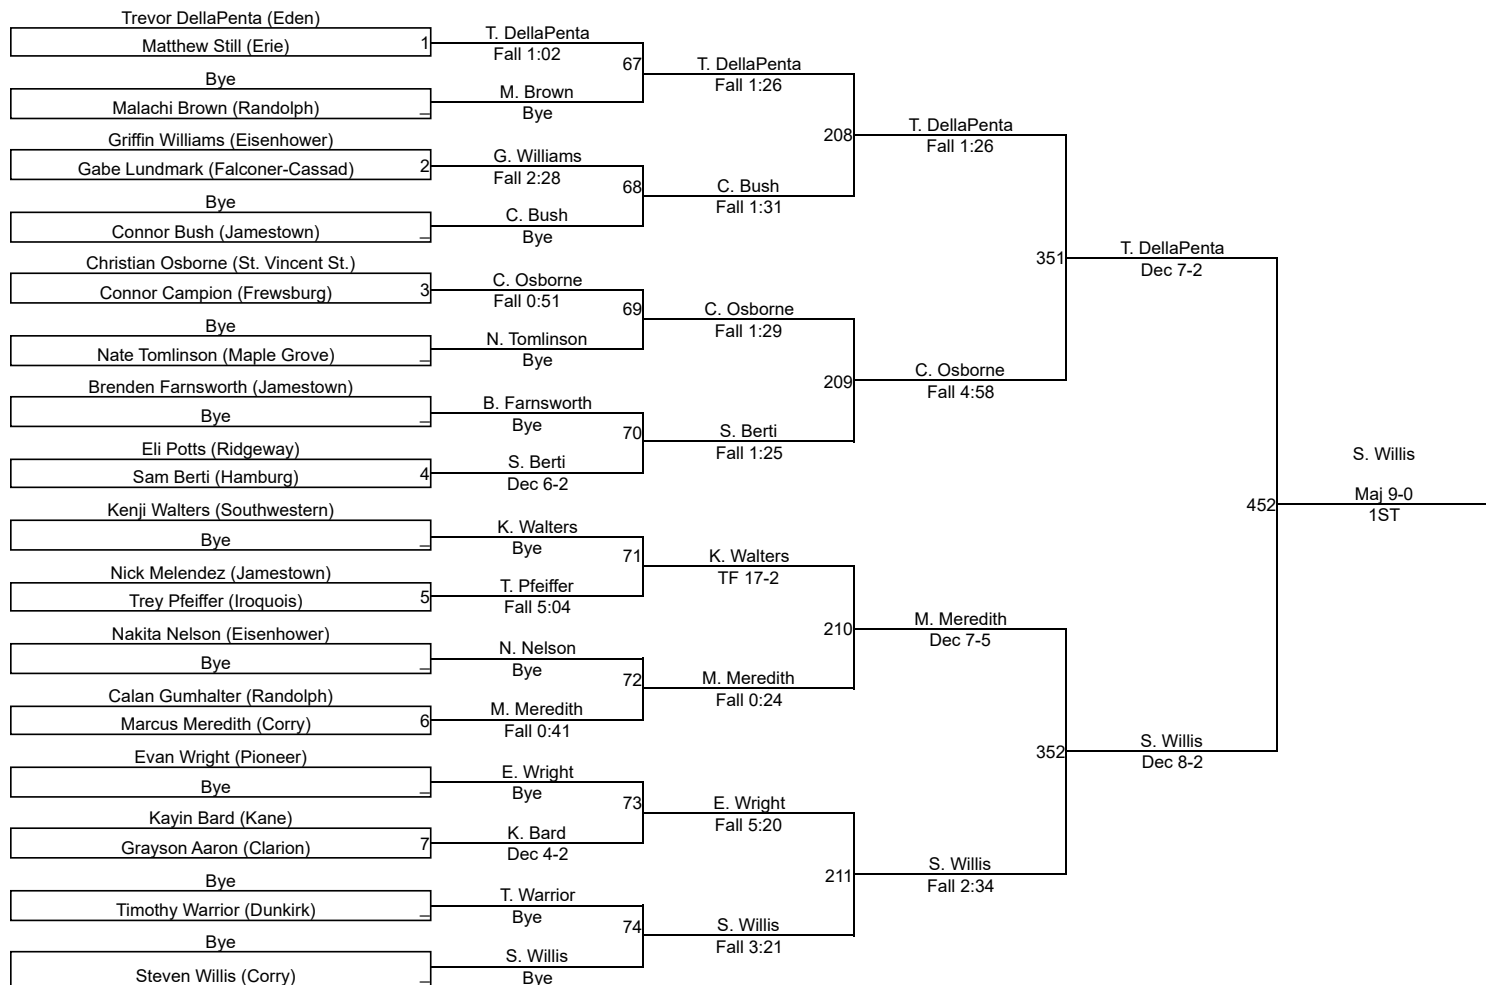 Trevor DellaPenta (Eden)
Matthew Still (Erie) 1
Bye
Malachi Brown (Randolph) _
Griffin Williams (Eisenhower)
Gabe Lundmark (Falconer-Cassad) 2
Bye
Connor Bush (Jamestown) _
Christian Osborne (St. Vincent St.)
Connor Campion (Frewsburg) 3
Bye
Nate Tomlinson (Maple Grove) _
Brenden Farnsworth (Jamestown)
Bye _
Eli Potts (Ridgeway)
Sam Berti (Hamburg) 4
Kenji Walters (Southwestern)
Bye _
Nick Melendez (Jamestown)
Trey Pfeiffer (Iroquois) 5
Nakita Nelson (Eisenhower)
Bye _
Calan Gumhalter (Randolph)
Marcus Meredith (Corry) 6
Evan Wright (Pioneer)
Bye _
Kayin Bard (Kane)
Grayson Aaron (Clarion) 7
Bye
Timothy Warrior (Dunkirk) _
Bye
Steven Willis (Corry) _
T. DellaPenta
Fall 1:02
67
M. Brown
Bye
G. Williams
Fall 2:28
68
C. Bush
Bye
C. Osborne
Fall 0:51
69
N. Tomlinson
Bye
B. Farnsworth
Bye
70
S. Berti
Dec 6-2
K. Walters
Bye
71
T. Pfeiffer
Fall 5:04
N. Nelson
Bye
72
M. Meredith
Fall 0:41
E. Wright
Bye
73
K. Bard
Dec 4-2
T. Warrior
Bye
74
S. Willis
Bye
T. DellaPenta
Fall 1:26
208
C. Bush
Fall 1:31
C. Osborne
Fall 1:29
209
S. Berti
Fall 1:25
K. Walters
TF 17-2
210
M. Meredith
Fall 0:24
E. Wright
Fall 5:20
211
S. Willis
Fall 3:21
T. DellaPenta
Fall 1:26
351
C. Osborne
Fall 4:58
M. Meredith
Dec 7-5
352
S. Willis
Fall 2:34
T. DellaPenta
Dec 7-2
452
S. Willis
Dec 8-2
S. Willis
Maj 9-0
1ST